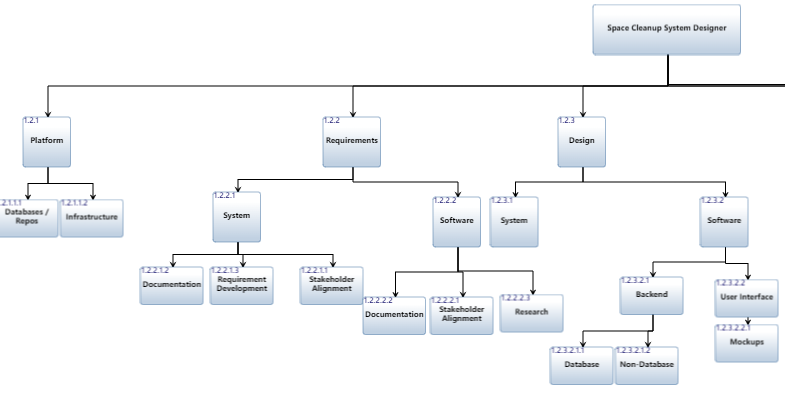 Space Cleanup System Designer
1.2.1
Platform
1.2.2
Requirements
1.2.3
Design
.2.1.1.1
Databases /
Repos
1.2.1.1.2
Infrastructure
1.2.2.1
System
1.2.2.2
Software
1.2.3.1
System
1.2.3.2
Software
1.2.2.1.2
Documentation
1.2.2.1.3
Requirement
Development
1.2.2.1.1
Stakeholder
Alignment
1.2.2.2.2
Documentation
1.2.2.2.1
Stakeholder
Alignment
1.2.2.2.3
Research
1.2.3.2.1
Backend
1.2.3.2.2
User Interface
1.2.3.2.2.1
Mockups
1.2.3.2.1.1
Database
1.2.3.2.1.2
Non-Database